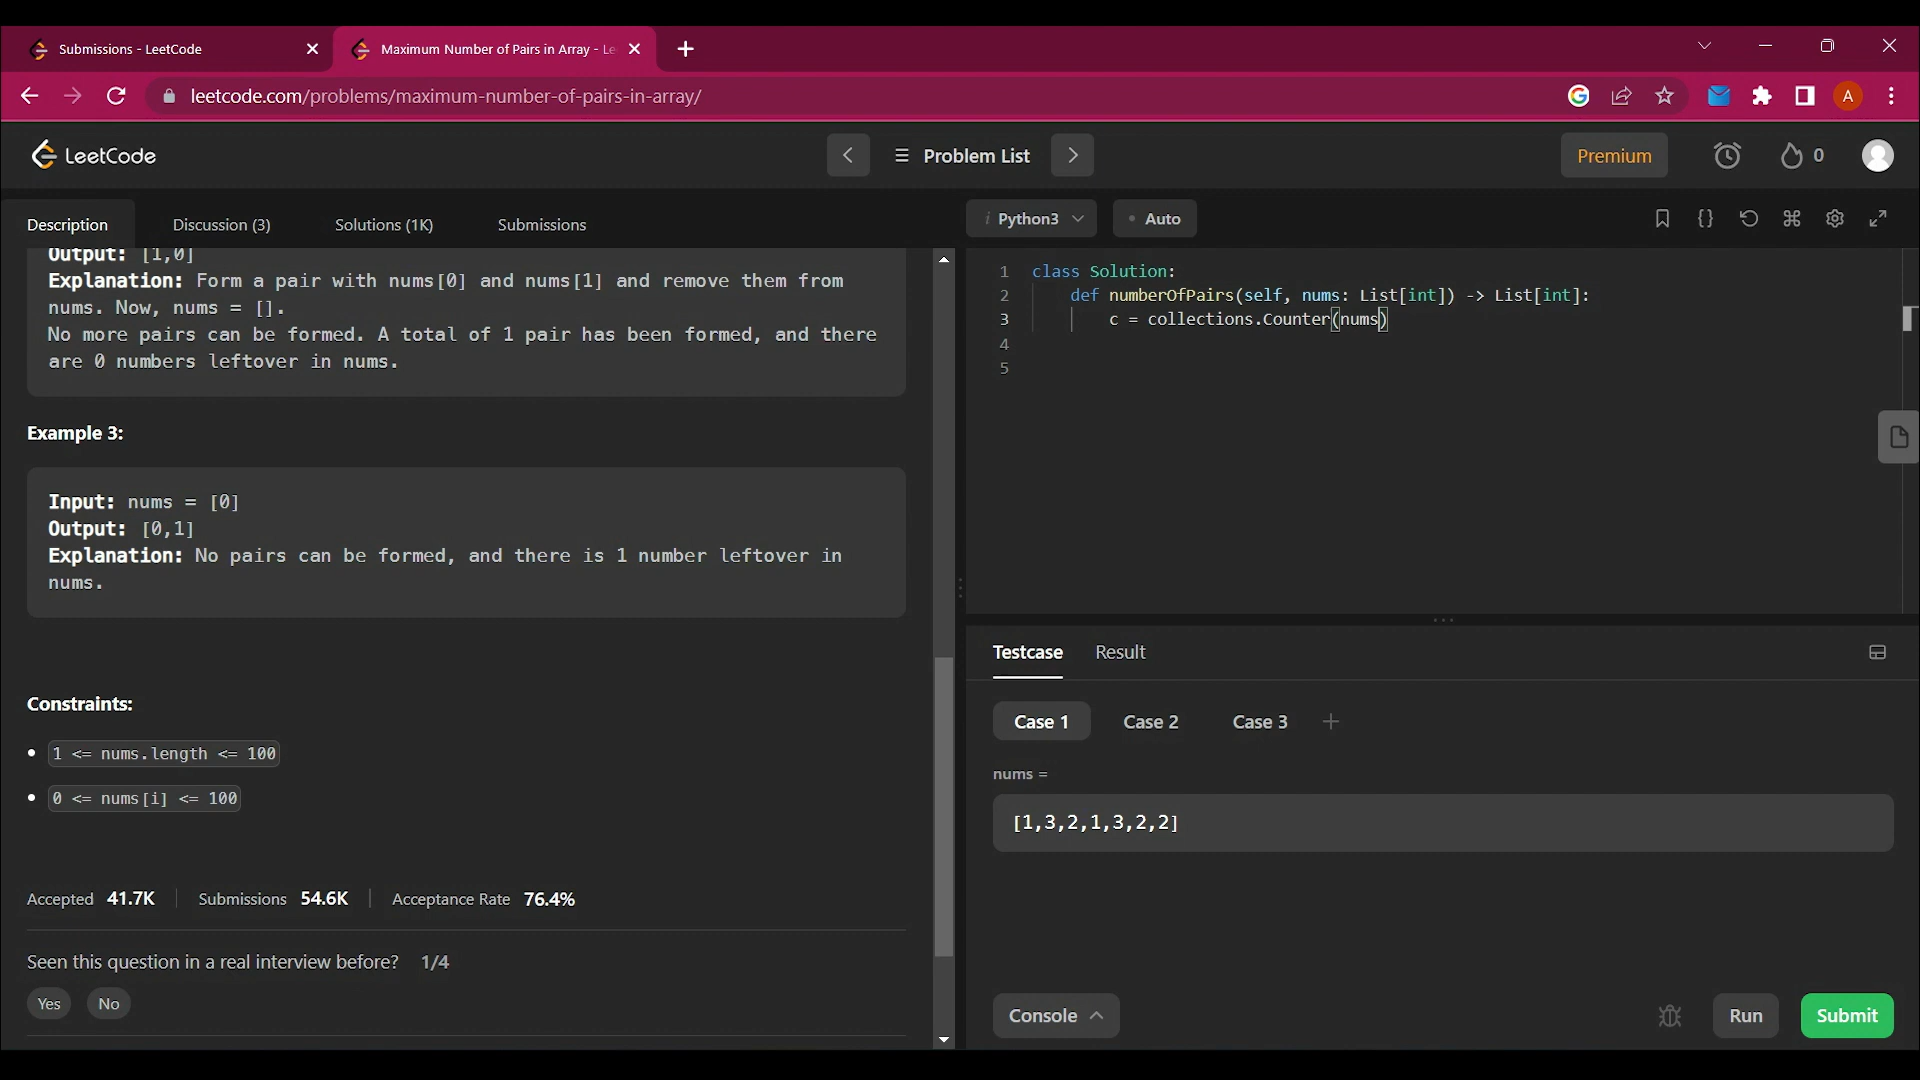 Submissions - LeetCode
Maximum Number of Pairs in Array - Le
leetcode.com/problems/maximum-number-of-pairs-in-array/
A
LeetCode
Problem List
Premium
0
Description
Discussion (3)
Solutions (1K)
Submissions
i Python3
Auto
{}
Output: [1,0]
Explanation: Form a pair with nums[0] and nums[1] and remove them from
nums. Now, nums = [].
No more pairs can be formed. A total of 1 pair has been formed, and there
are 0 numbers leftover in nums.
Example 3:
Input: nums = [0]
Output: [0,1]
Explanation: No pairs can be formed, and there is 1 number leftover in
nums.
Constraints:
1 <= nums.length <= 100
0 <= nums[i] <= 100
Accepted 41.7K
Submissions 54.6K
Acceptance Rate 76.4%
Seen this question in a real interview before? 1/4
Yes
No
1 class Solution:
2 def numberOfPairs(self, nums: List[int]) -> List[int]:
3 c = collections.Counter(nums)
4
5
Testcase
Result
Case 1
Case 2
Case 3
nums =
[1,3,2,1,3,2,2]
Console
Run
Submit